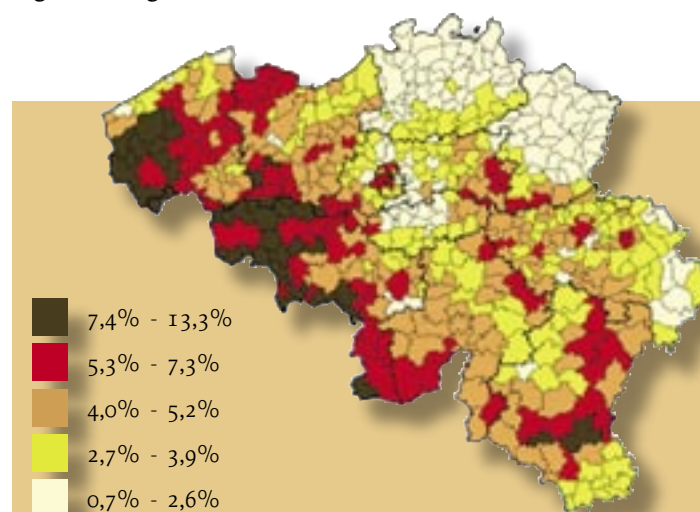 7,4% - 13,3%
5,3% - 7,3%
4,0% - 5,2%
2,7% - 3,9%
0,7% - 2,6%